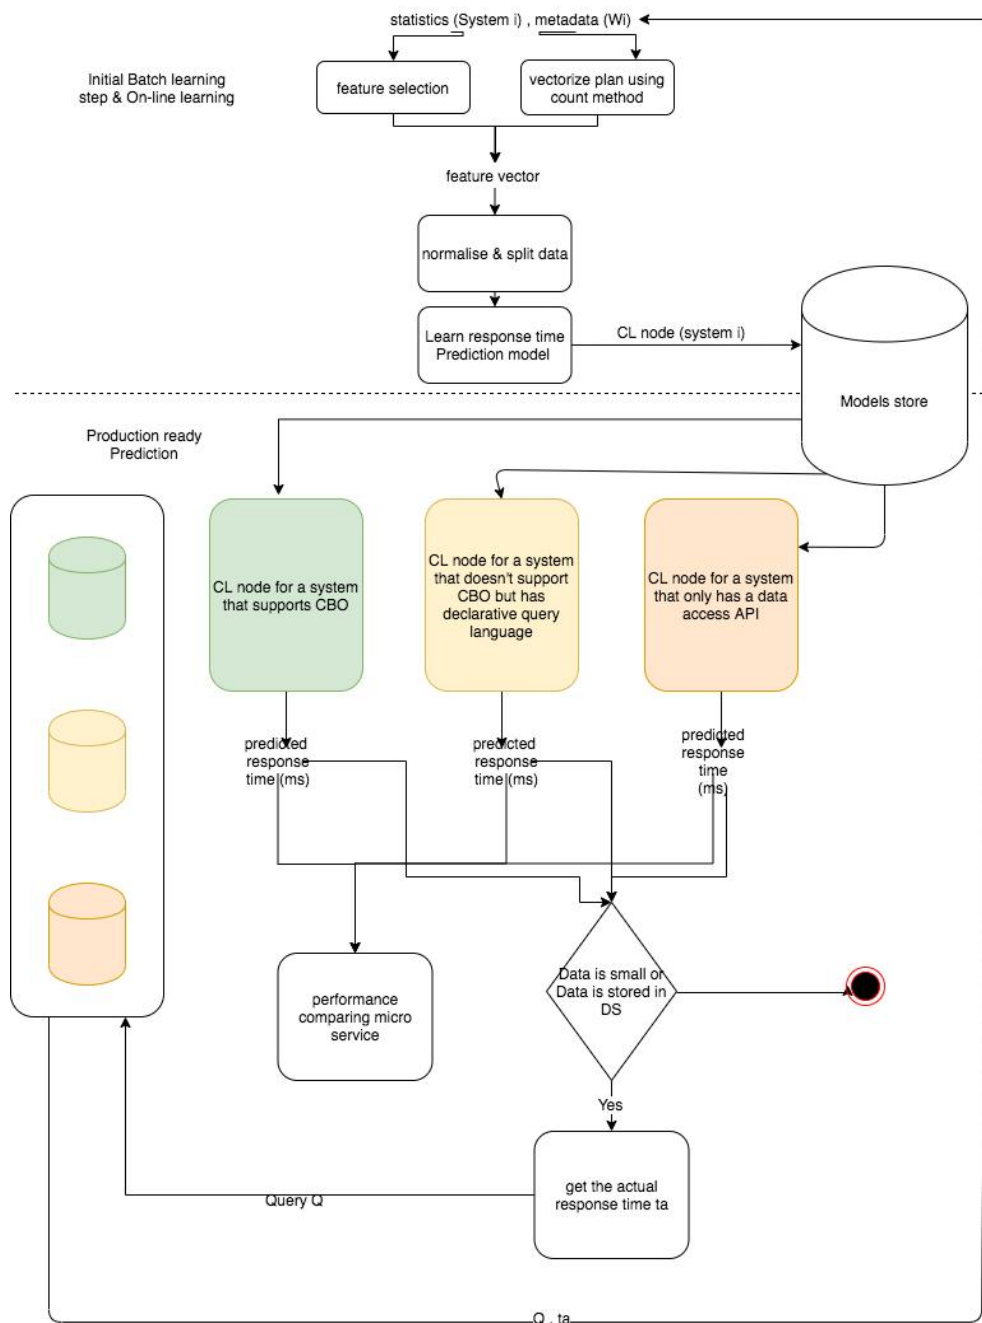 statistics (System i) , metadata (Wi)
Initial Batch learning
step & On-line learning
feature selection
vectorize plan using
count method
feature vector
normalise & split data
Learn response time
Prediction model
CL node (system i)
Models store
Production ready
Prediction
CL node for a system
that supports CBO
CL node for a system
that doesn't support
CBO but has
declarative query
language
CL node for a system
that only has a data
access API
predicted
response
time (ms)
predicted
response
time (ms)
predicted
response
time
(ms)
performance
comparing micro
service
Data is small or
Data is stored in
DS
Yes
get the actual
response time ta
Query Q
Q , ta